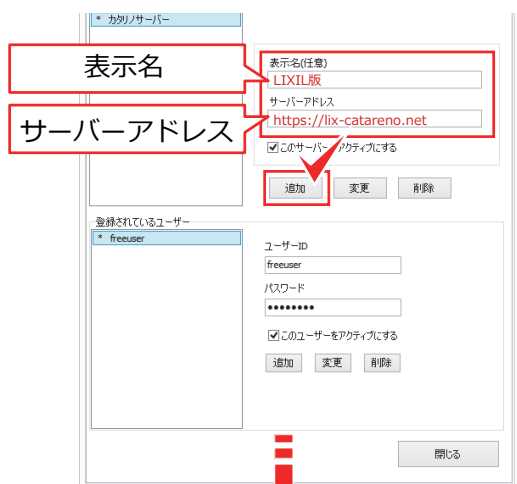 * カタリノサーバー
表示名
表示名(任意)
LIXIL版
サーバーアドレス
サーバーアドレス
https://lix-catareno.net
このサーバーをアクティブにする
追加
変更
削除
登録されているユーザー
* freeuser
ユーザーID
freeuser
パスワード
●●●●●●●●
このユーザーをアクティブにする
追加
変更
削除
閉じる